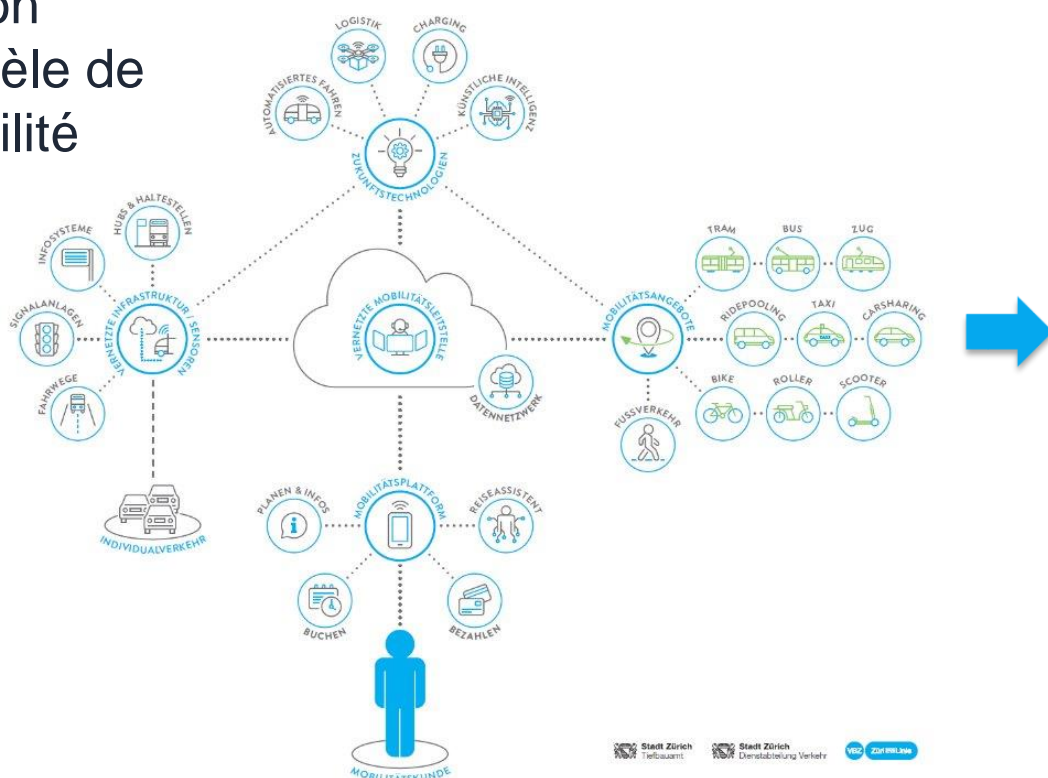 on
èle de
ilité
LOGISTIK
CHARGING
AUTOMATISIERTES FAHREN
KÜNSTLICHE INTELLIGENZ
ZUKUNFTSTECHNOLOGIEN
HUBS & HALTESTELLEN
INFOSYSTEME
SIGNALANLAGEN
FAHRWEGE
VERNETZTE INFRASTRUKTUR / SENSOREN
INDIVIDUALVERKEHR
VERNETZTE MOBILITÄTSLEITSTELLE
DATENNETZWERK
MOBILITÄTSANGEBOTE
TRAM
BUS
ZUG
RIDEPOOLING
TAXI
CARSHARING
BIKE
ROLLER
SCOOTER
FUSSVERKEHR
MOBILITÄTSPLATTFORM
PLANEN & INFOS
REISEASSISTENT
BUCHEN
BEZAHLEN
MOBILITÄTSKUNDE
Stadt Zürich
Tiefbauamt
Stadt Zürich
Dienstabteilung Verkehr
VBZ Züri Linie